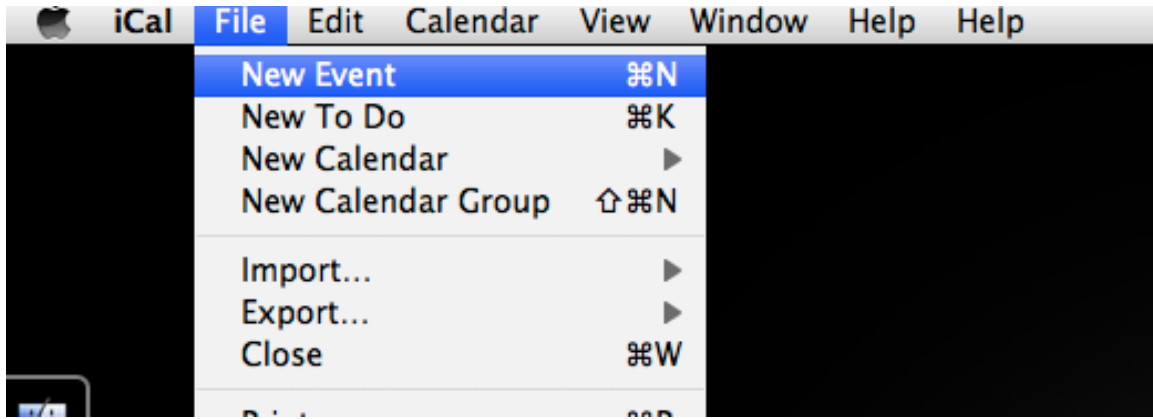 iCal File Edit Calendar View Window Help Help
New Event ⌘N
New To Do ⌘K
New Calendar
New Calendar Group ⇧⌘N
Import...
Export...
Close ⌘W